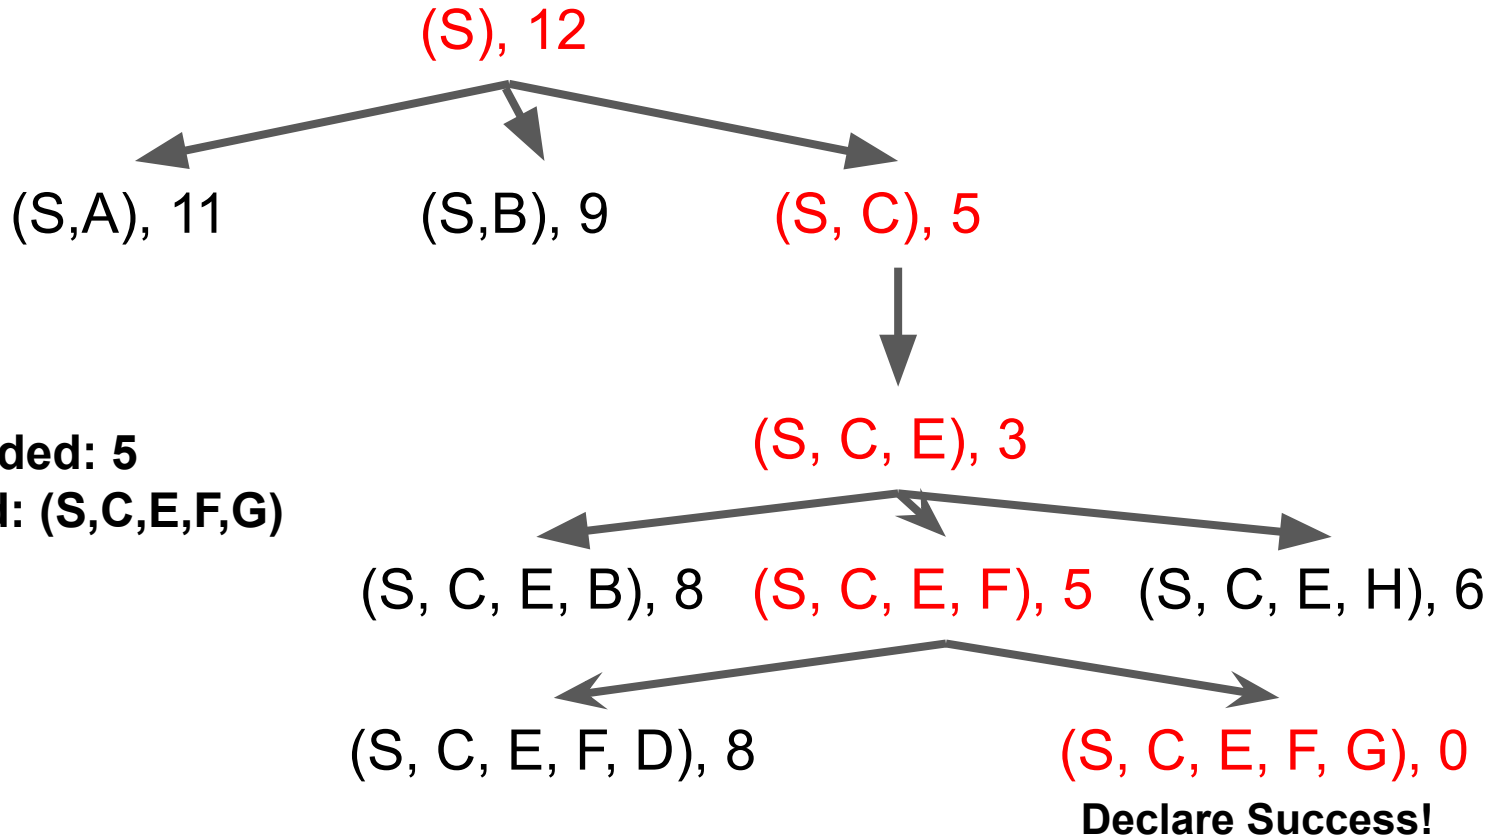 (S), 12
(S,A), 11 (S,B), 9 (S, C), 5
(S, C, E), 3
ded: 5
d: (S,C,E,F,G)
(S, C, E, B), 8 (S, C, E, F), 5 (S, C, E, H), 6
(S, C, E, F, D), 8 (S, C, E, F, G), 0
Declare Success!